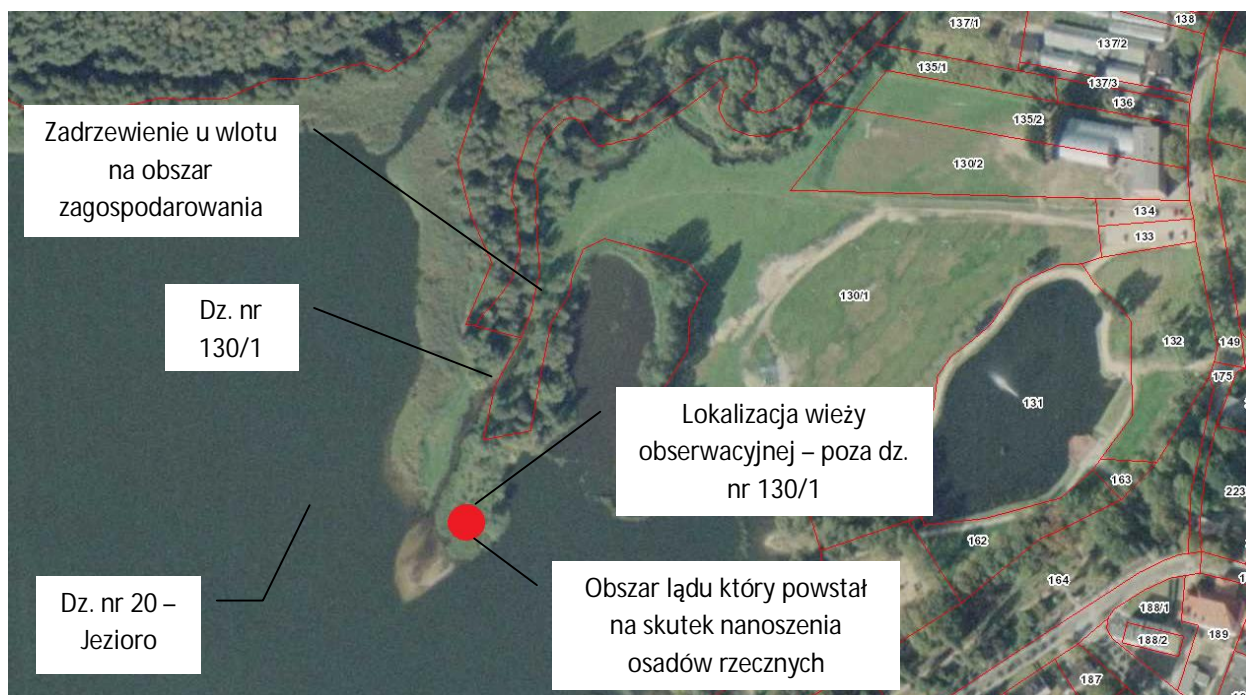 137/1
138
137/2
135/1
137/3
136
135/2
Zadrzewienie u wlotu
na obszar
zagospodarowania
130/2
134
133
Dz. nr
130/1
130/1
132
149
175
131
Lokalizacja wieży
obserwacyjnej – poza dz.
nr 130/1
163
223
162
164
Dz. nr 20 –
Jezioro
Obszar lądu który powstał
na skutek nanoszenia
osadów rzecznych
188/1
189
188/2
187